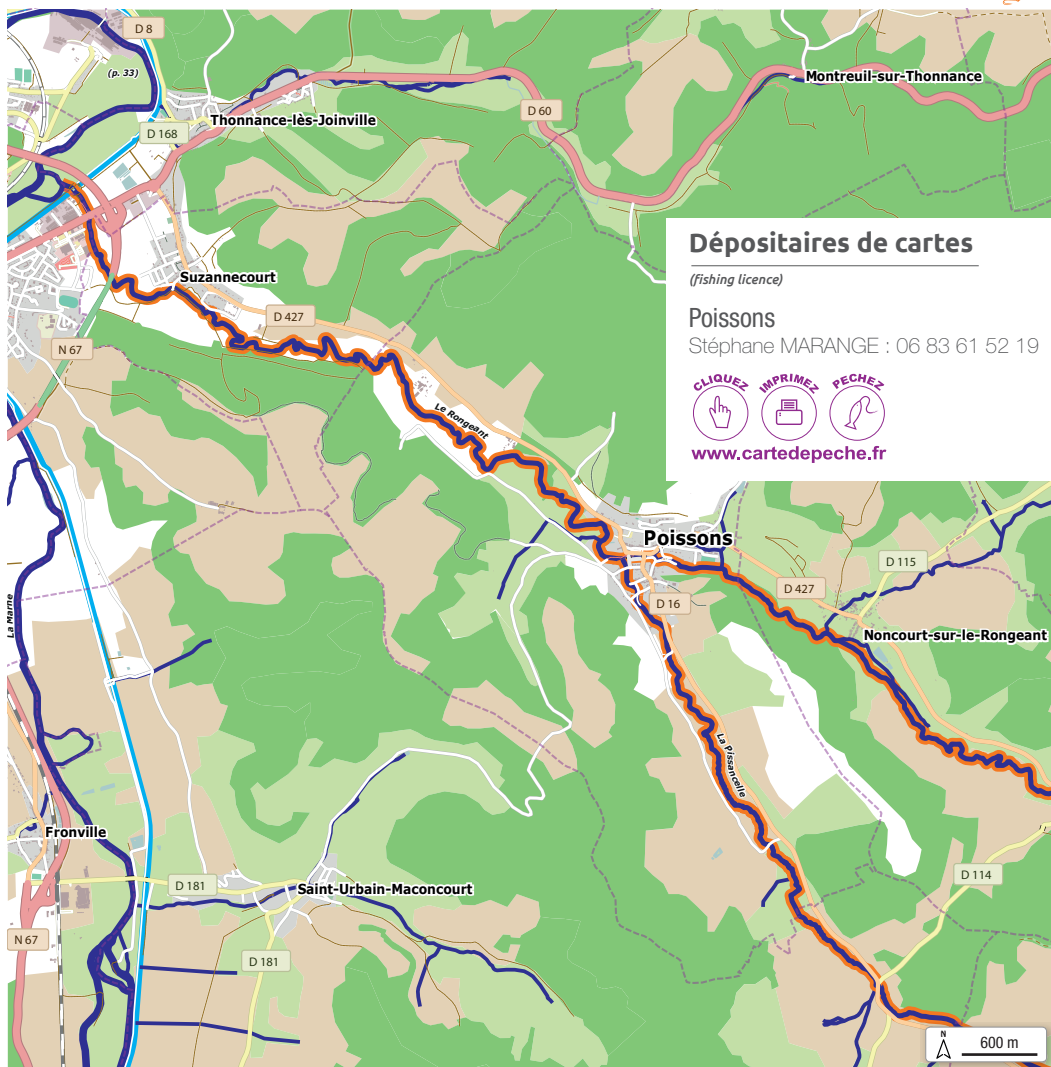 D 8
(p. 33)
Montreuil-sur-Thonnance
D 60
Thonnance-lès-Joinville
D 168
Dépositaires de cartes
(fishing licence)
Poissons
Stéphane MARANGE : 06 83 61 52 19
CLIQUEZ IMPRIMEZ PECHEZ
www.cartedepeche.fr
Suzannecourt
D 427
N 67
Le Rongeant
Poissons
D 115
D 427
D 16
La Marne
Noncourt-sur-le-Rongeant
La Pissancelle
Fronville
D 114
D 181
Saint-Urbain-Maconcourt
N 67
D 181
N
600 m